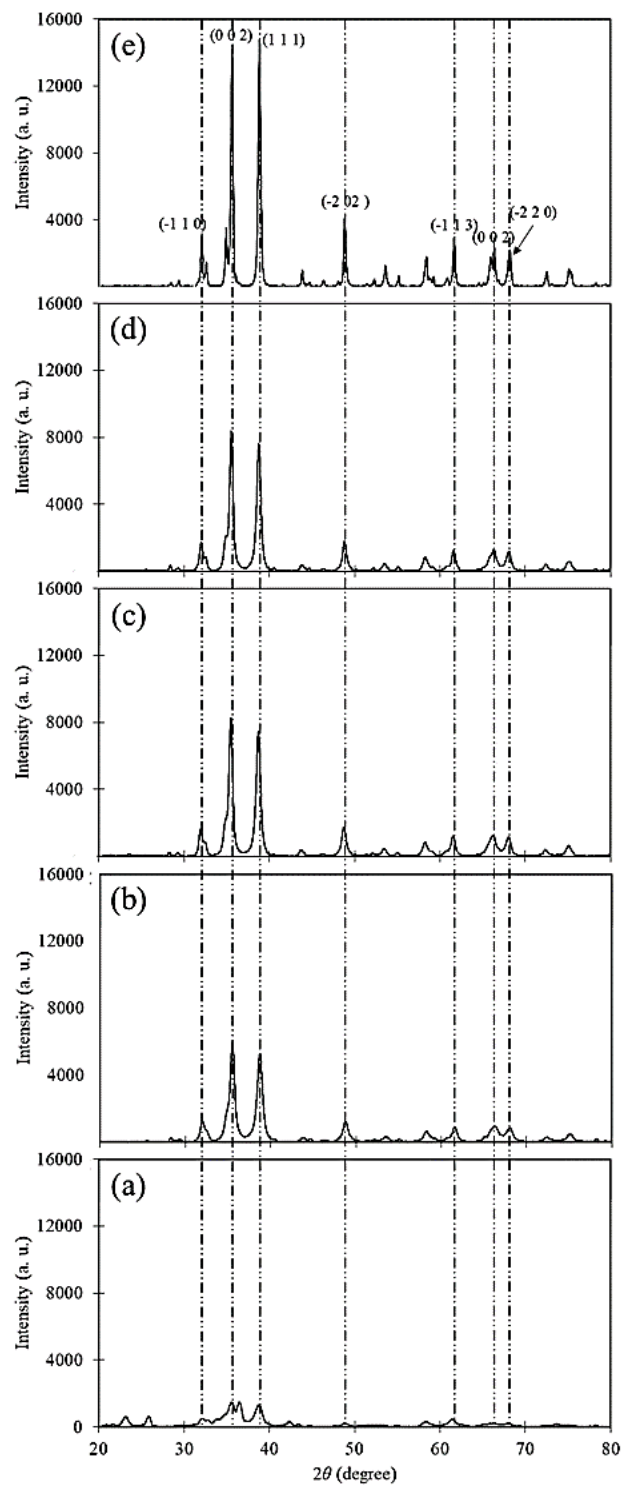 (e)
(0 0 2)
(1 1 1)
(-1 1 0)
(-2 02 )
(-1 1 3)
(0 0 2)
(-2 2 0)
Intensity (a. u.)
16000
12000
8000
4000
(d)
Intensity (a. u.)
16000
12000
8000
4000
(c)
Intensity (a. u.)
16000
12000
8000
4000
(b)
Intensity (a. u.)
16000
12000
8000
4000
(a)
Intensity (a. u.)
16000
12000
8000
4000
0
20 30 40 50 60 70 80
2θ (degree)